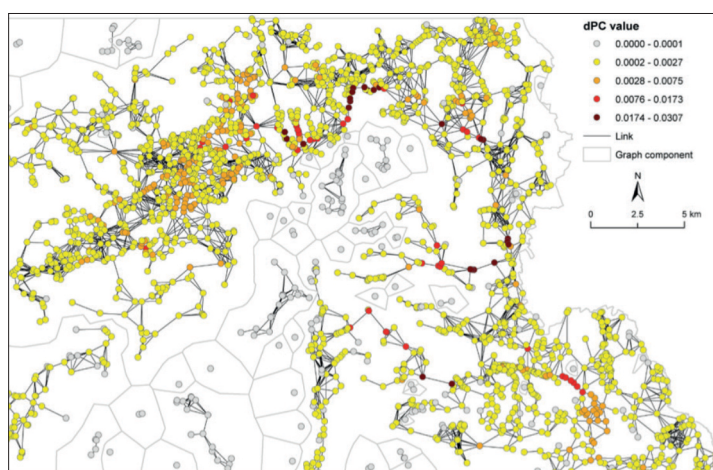 dPC value
0.0000 - 0.0001
0.0002 - 0.0027
0.0028 - 0.0075
0.0076 - 0.0173
0.0174 - 0.0307
Link
Graph component
N
0 2.5 5 km